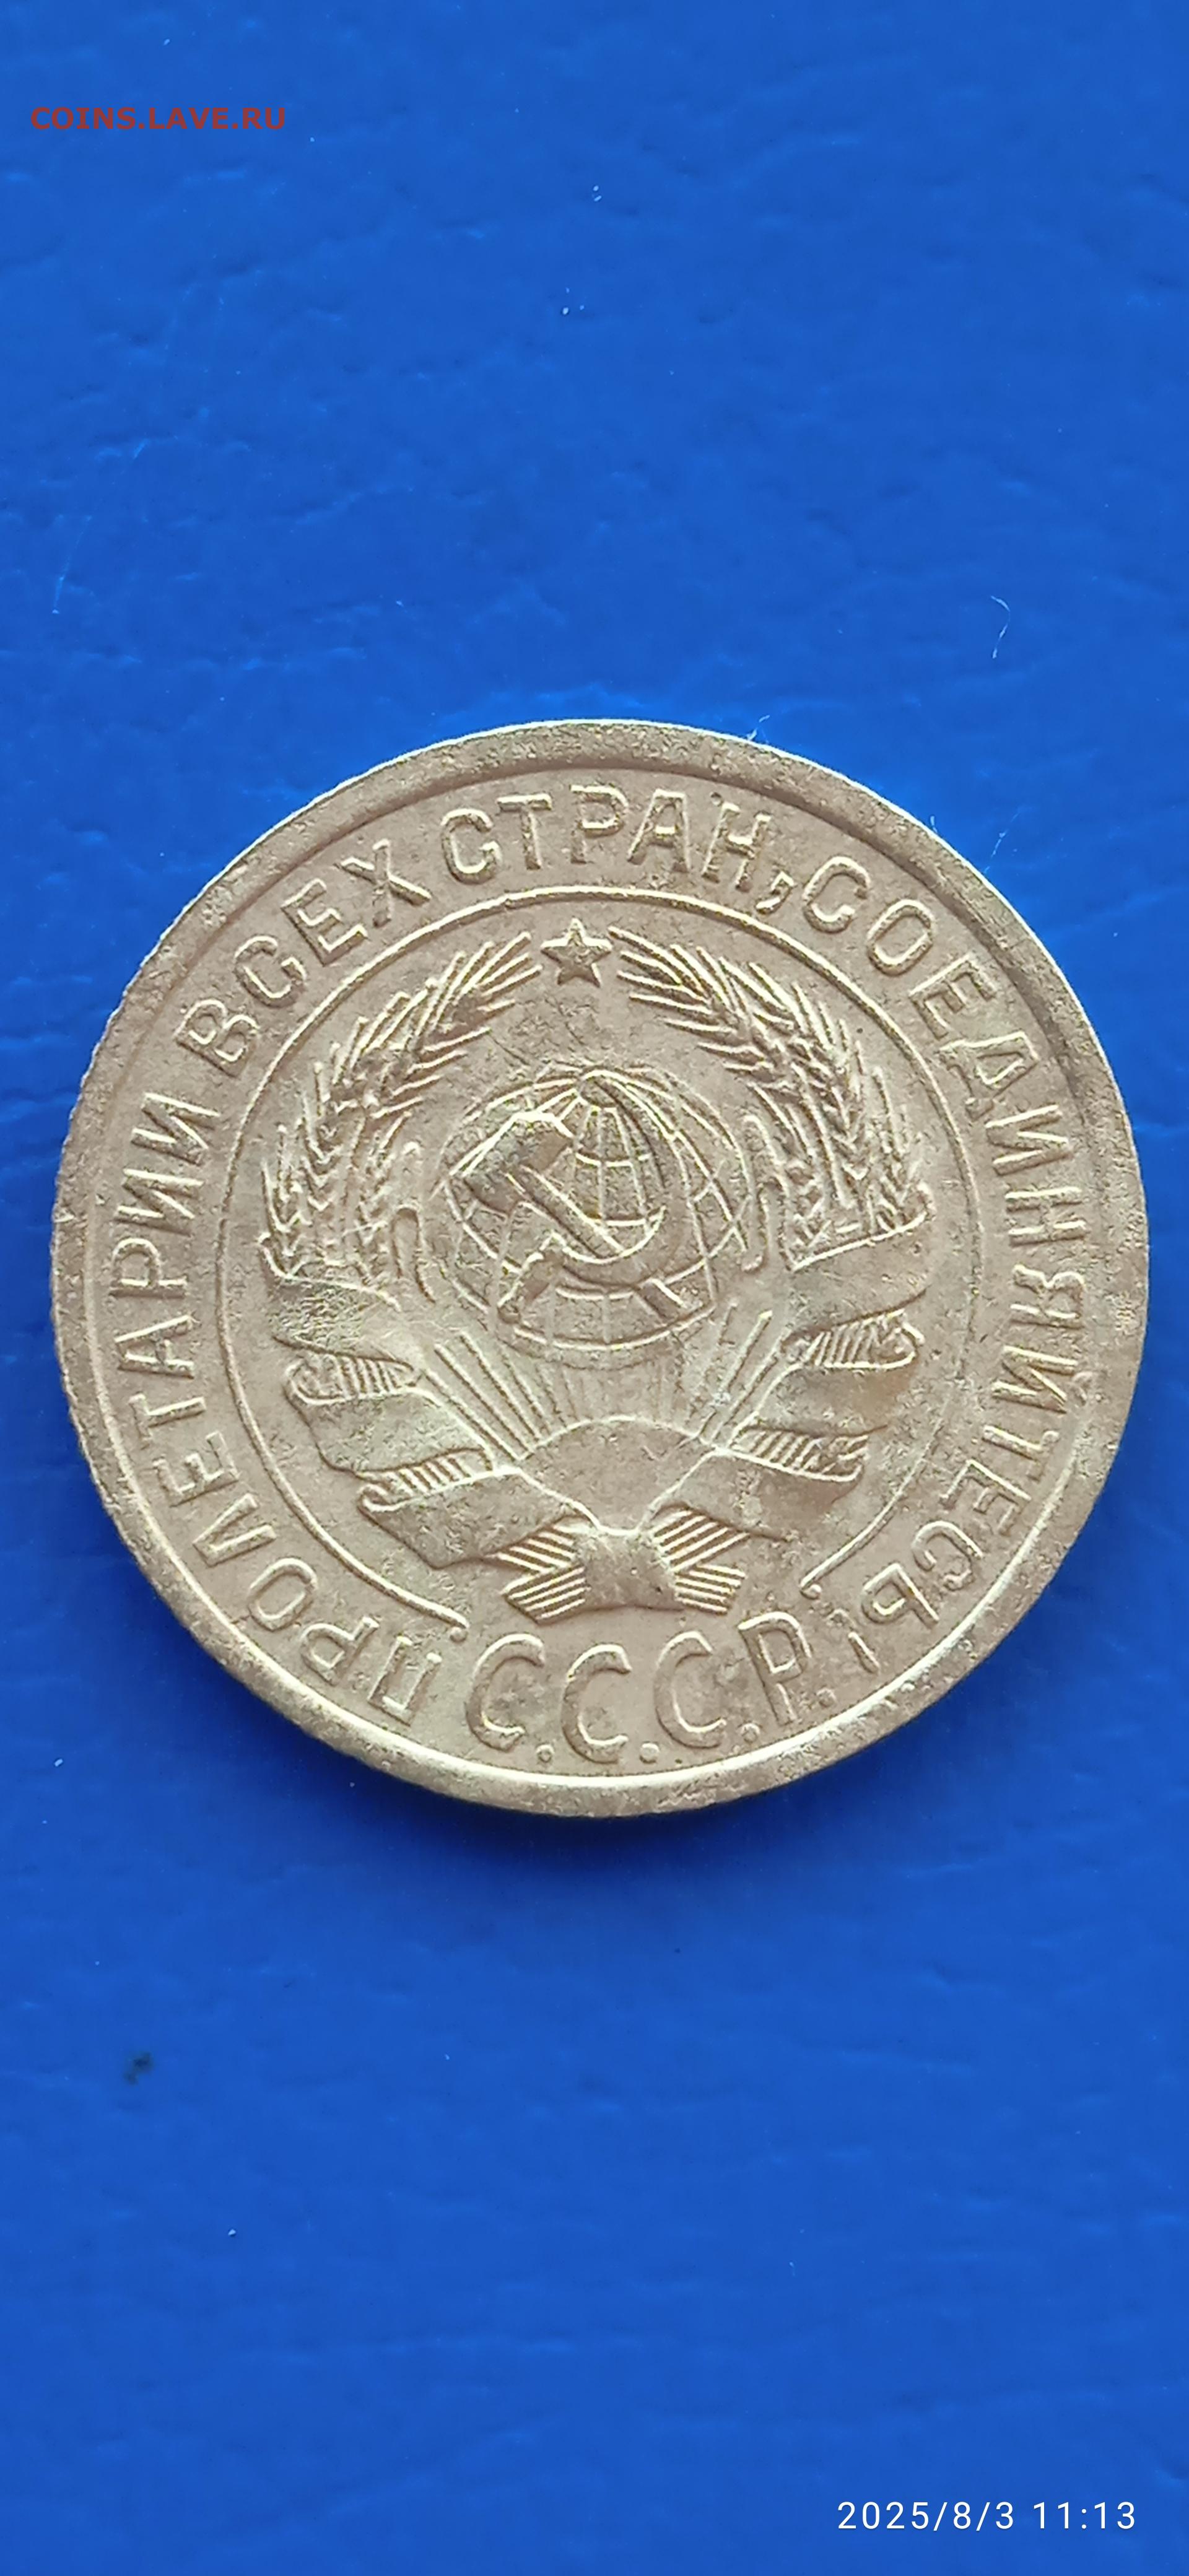 COINS.LAVE.RU
ПРОЛЕТАРИИ ВСЕХ СТРАН, СОЕДИНЯЙТЕСЬ!
С.С.С.Р.
2025/8/3 11:13